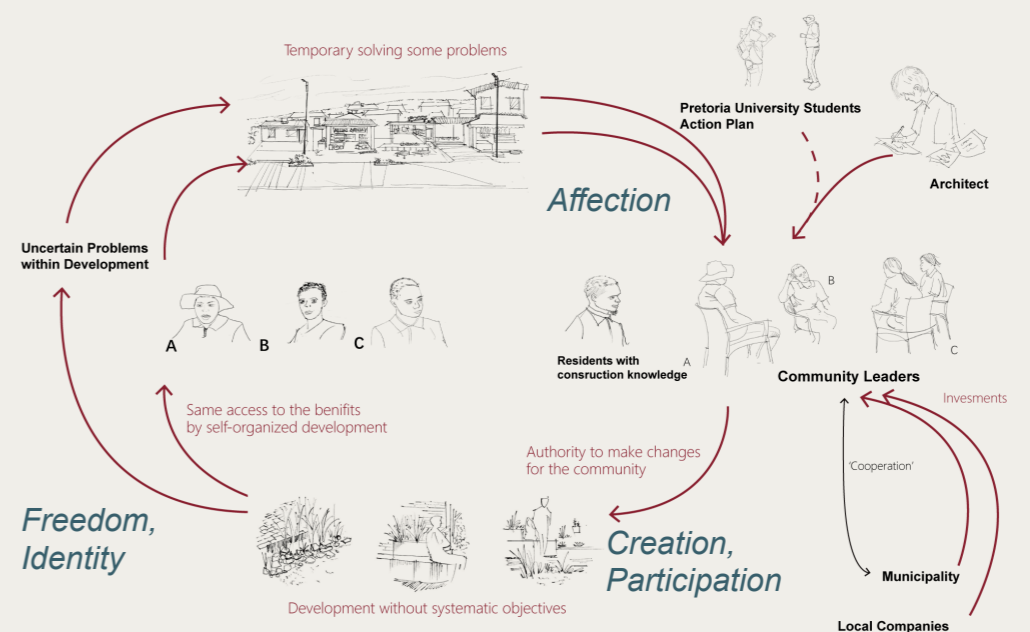 Temporary solving some problems
Pretoria University Students
Action Plan
Architect
Affection
Uncertain Problems
within Development
A
B
C
Residents with
consruction knowledge
A
B
C
Community Leaders
Invesments
Same access to the benifits
by self-organized development
Authority to make changes
for the community
'Cooperation'
Freedom,
Identity
Creation,
Participation
Municipality
Development without systematic objectives
Local Companies